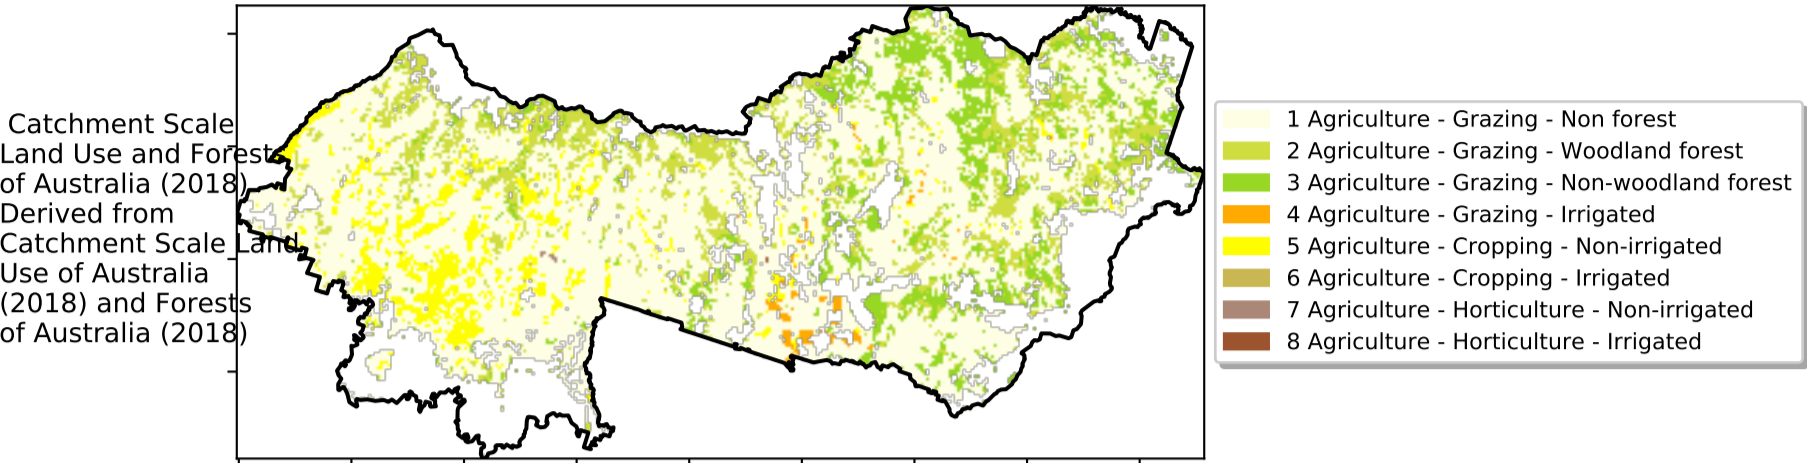 Catchment Scale
Land Use and Forests
of Australia (2018)
Derived from
Catchment Scale Land
Use of Australia
(2018) and Forests
of Australia (2018)
1 Agriculture - Grazing - Non forest
2 Agriculture - Grazing - Woodland forest
3 Agriculture - Grazing - Non-woodland forest
4 Agriculture - Grazing - Irrigated
5 Agriculture - Cropping - Non-irrigated
6 Agriculture - Cropping - Irrigated
7 Agriculture - Horticulture - Non-irrigated
8 Agriculture - Horticulture - Irrigated